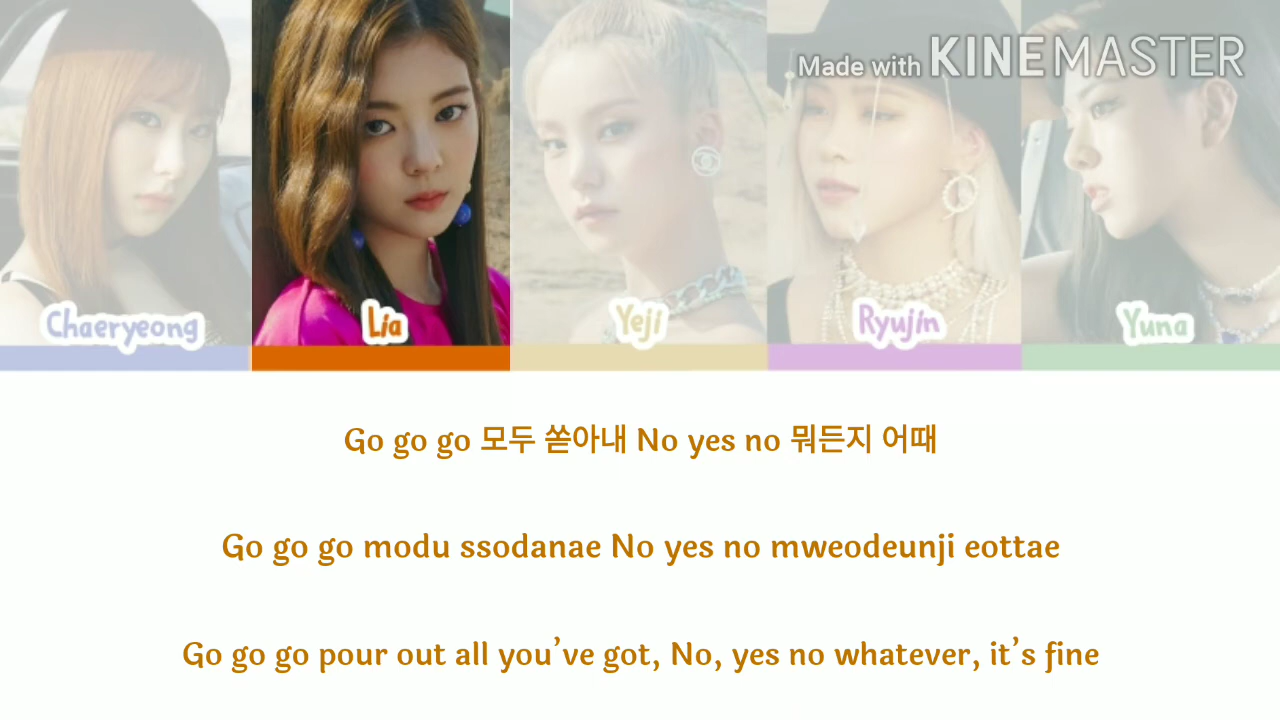 Made with KINEMASTER
Chaeryeong
Lia
Yeji
Ryujin
Yuna
Go go go 모두 쏟아내 No yes no 뭐든지 어때
Go go go modu ssodanae No yes no mweodeunji eottae
Go go go pour out all you’ve got, No, yes no whatever, it’s fine